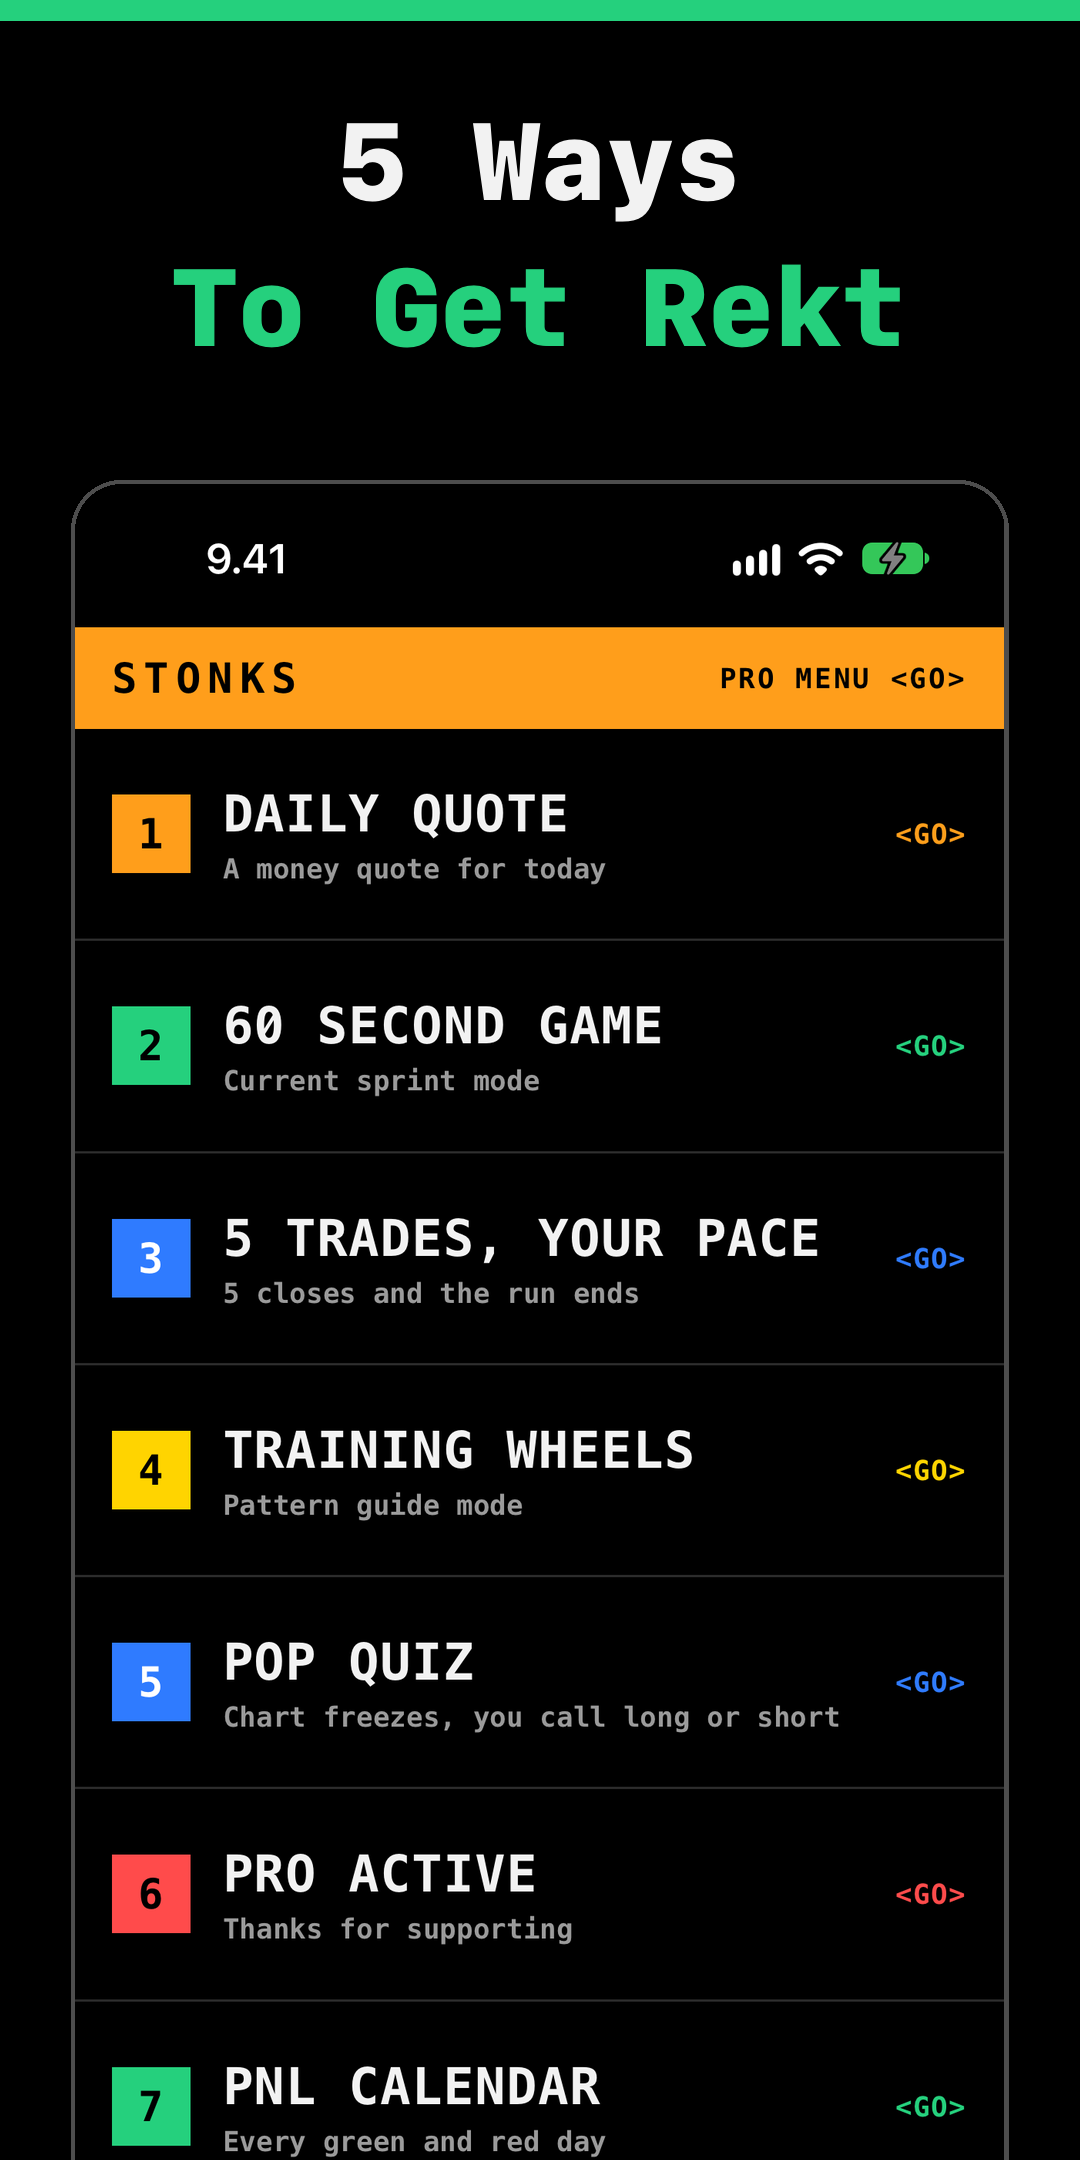 5 Ways
To Get Rekt
9.41
STONKS PRO MENU <GO>
1 DAILY QUOTE <GO>
A money quote for today
2 60 SECOND GAME <GO>
Current sprint mode
3 5 TRADES, YOUR PACE <GO>
5 closes and the run ends
4 TRAINING WHEELS <GO>
Pattern guide mode
5 POP QUIZ <GO>
Chart freezes, you call long or short
6 PRO ACTIVE <GO>
Thanks for supporting
7 PNL CALENDAR <GO>
Every green and red day